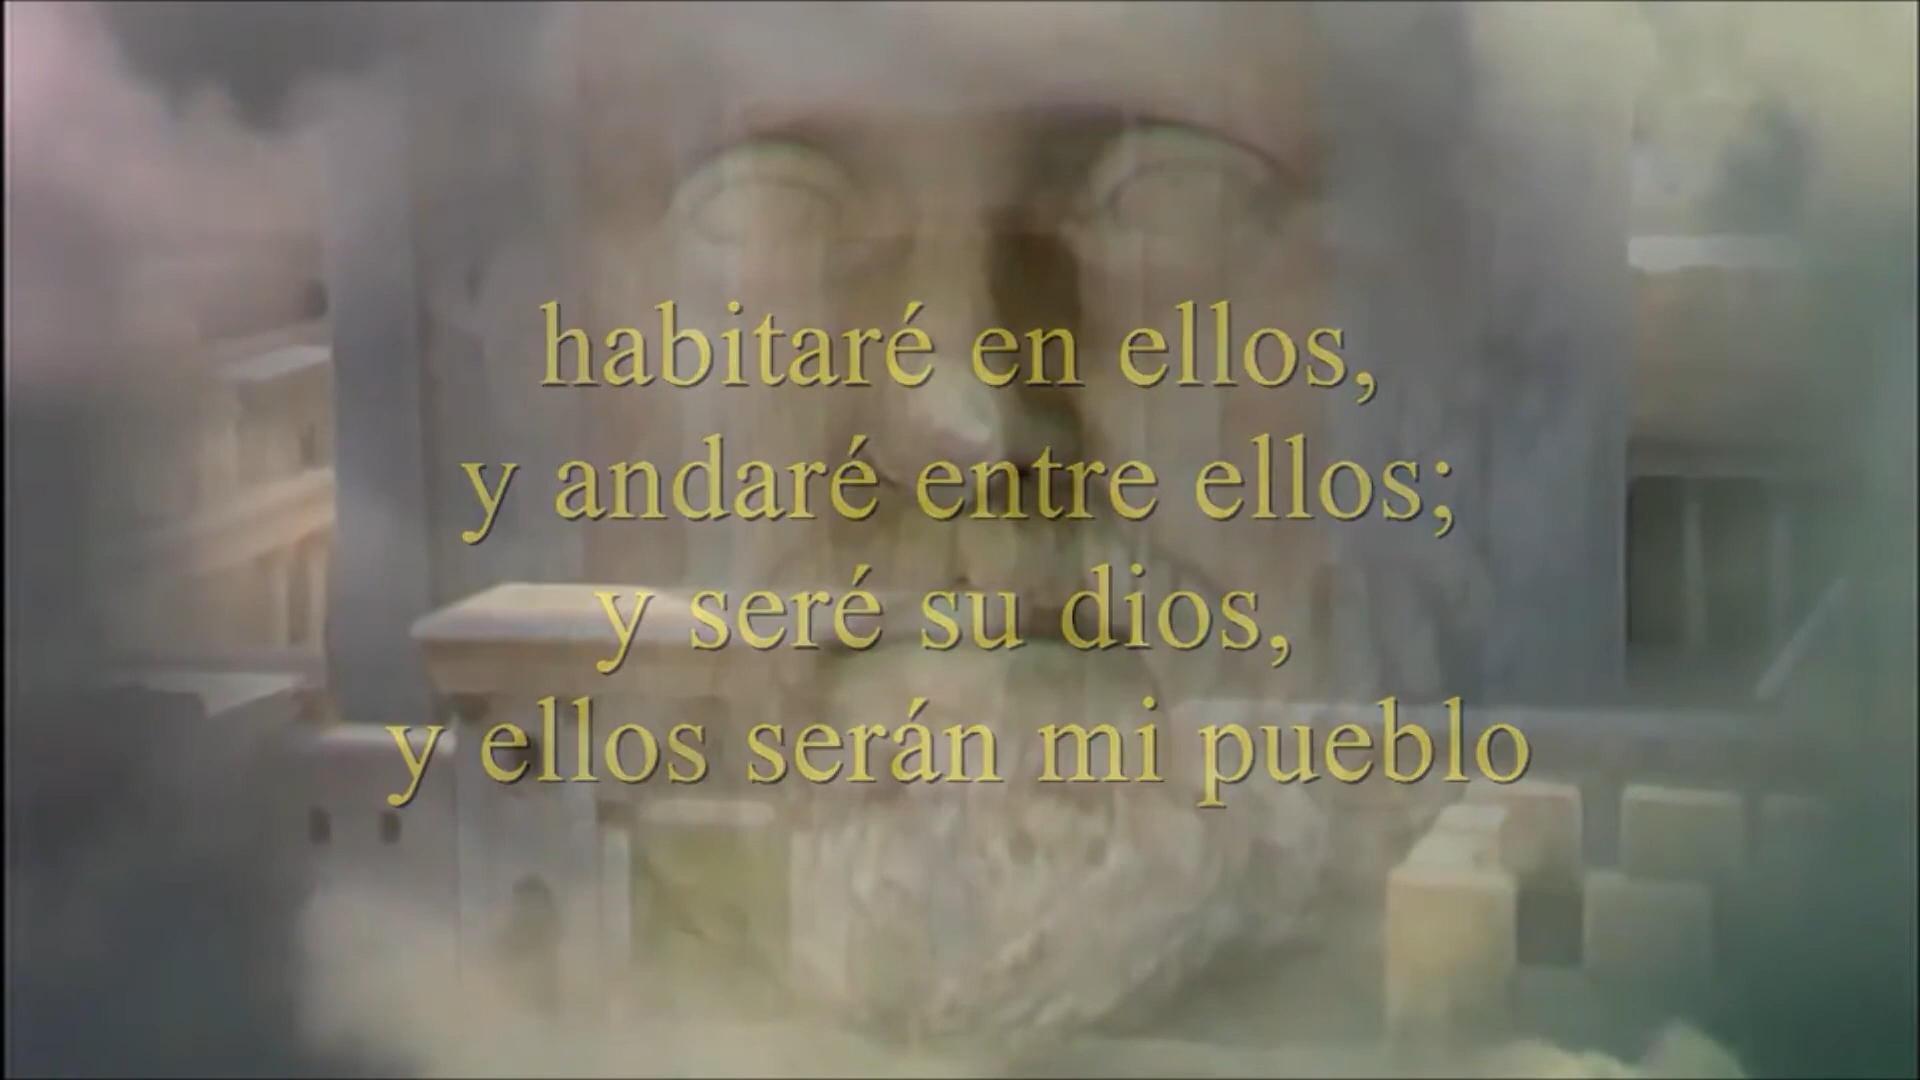 habitaré en ellos,
y andaré entre ellos;
y seré su dios,
y ellos serán mi pueblo